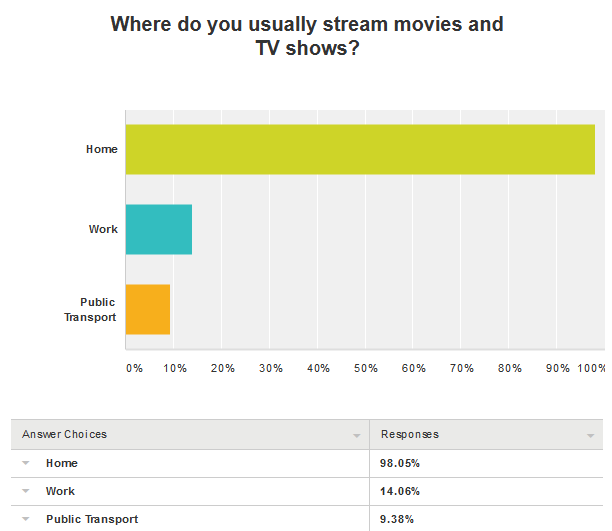 Where do you usually stream movies and
TV shows?
Home
Work
Public
Transport
0% 10% 20% 30% 40% 50% 60% 70% 80% 90% 100%
Answer Choices Responses
Home 98.05%
Work 14.06%
Public Transport 9.38%